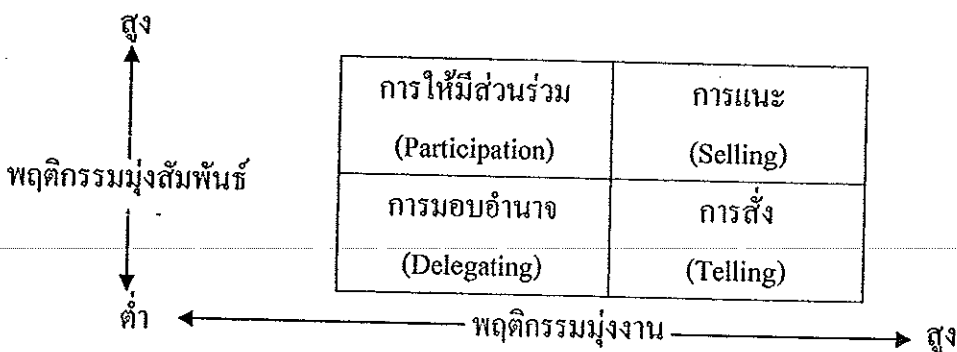 สูง
การให้มีส่วนร่วม การแนะ
(Participation) (Selling)
พฤติกรรมมุ่งสัมพันธ์
การมอบอำนาจ การสั่ง
(Delegating) (Telling)
ต่ำ พฤติกรรมมุ่งงาน สูง